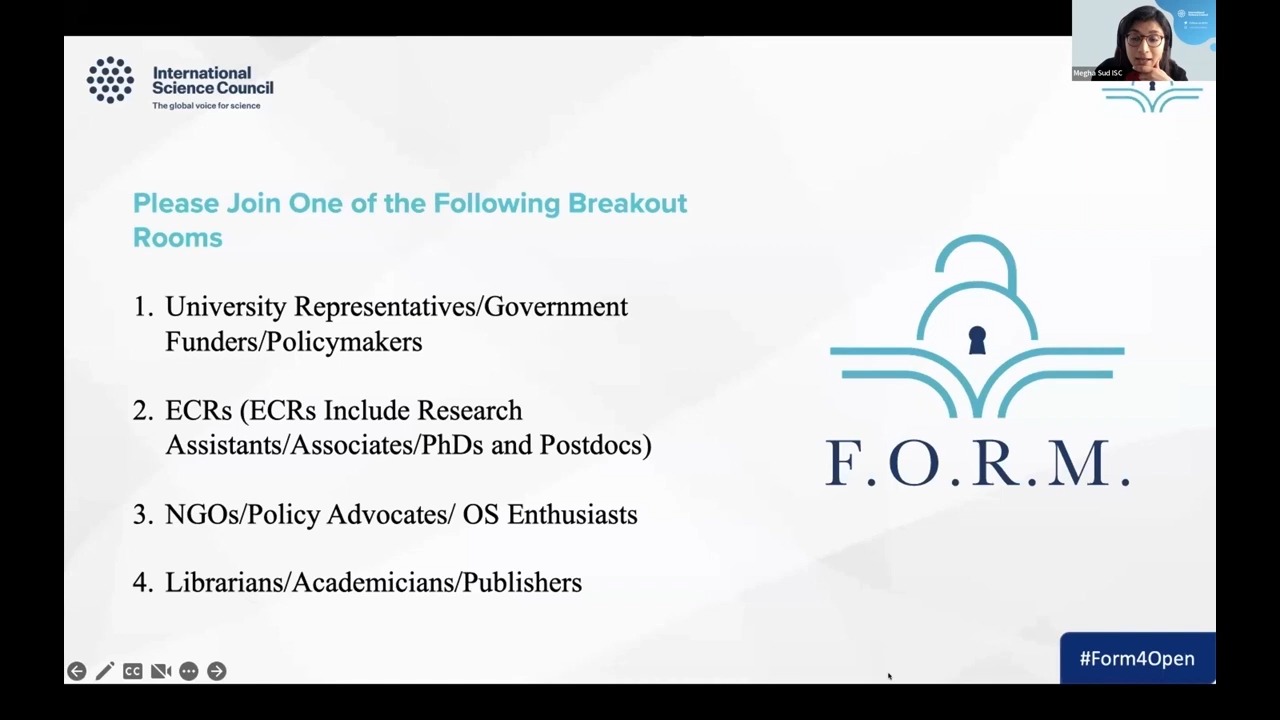 International
Science Council
The global voice for science
Megha Sud ISC
Please Join One of the Following Breakout
Rooms
1. University Representatives/Government
Funders/Policymakers
2. ECRs (ECRs Include Research
Assistants/Associates/PhDs and Postdocs)
3. NGOs/Policy Advocates/ OS Enthusiasts
4. Librarians/Academicians/Publishers
F.O.R.M.
CC
#Form4Open